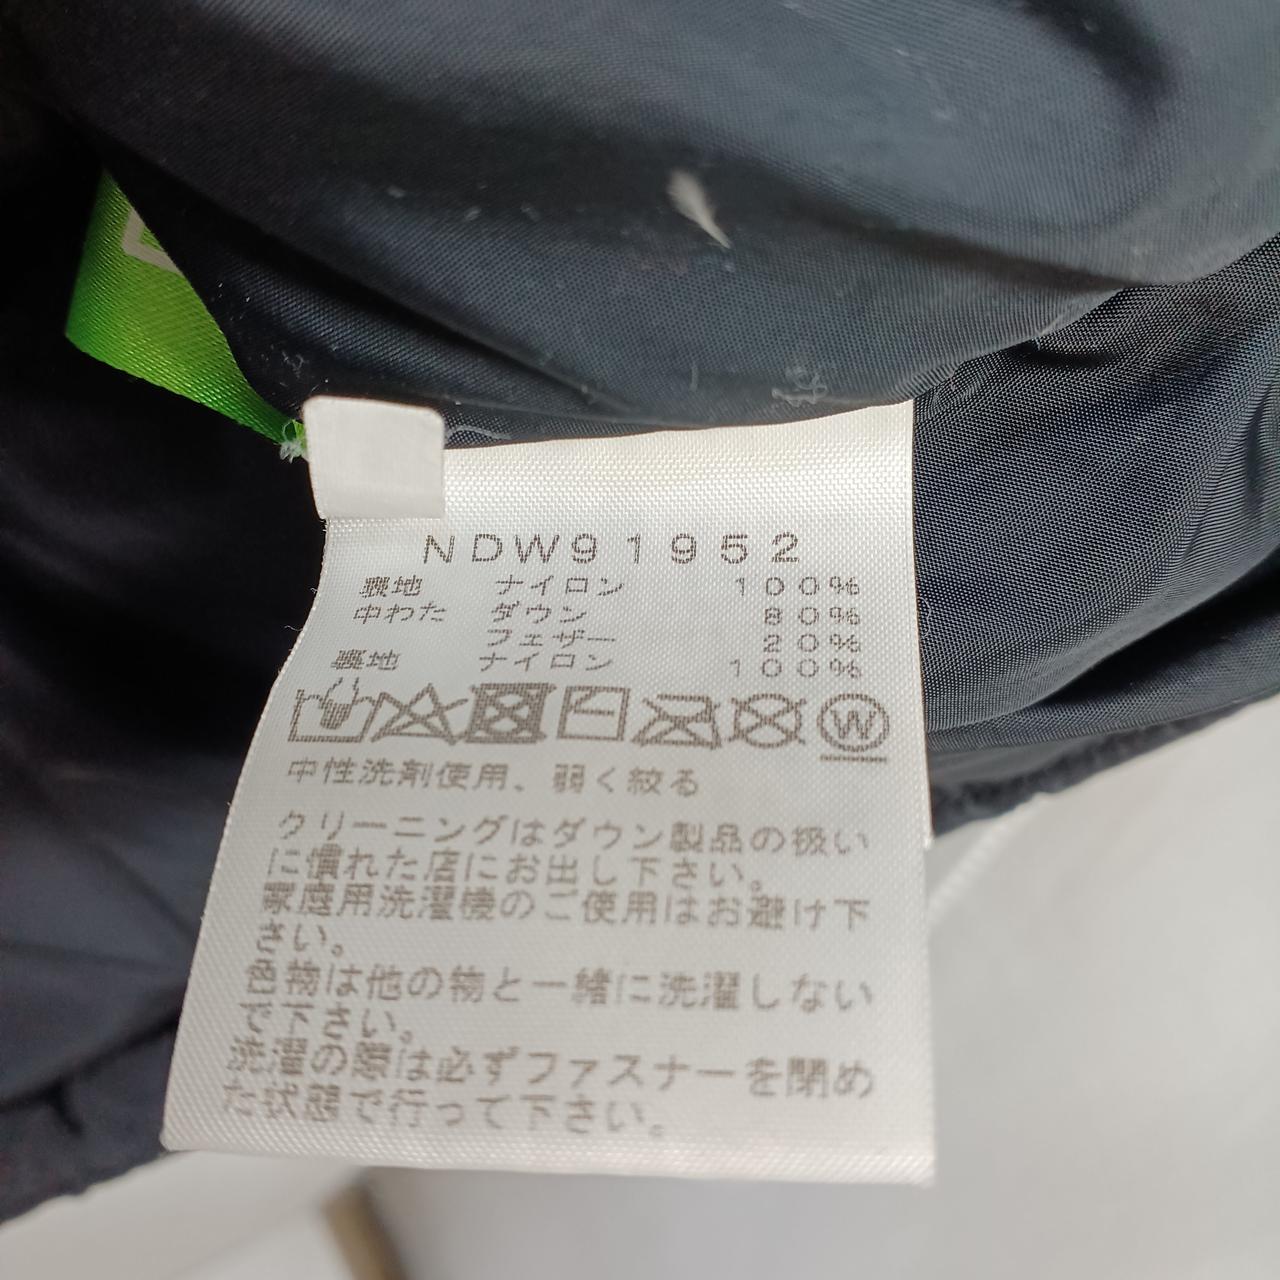 NDW91952
表地 ナイロン 100%
中わた ダウン 80%
フェザー 20%
裏地 ナイロン 100%
W
中性洗剤使用、弱く絞る
クリーニングはダウン製品の扱い
に慣れた店にお出し下さい。
家庭用洗濯機のご使用はお避け下
さい。
色物は他の物と一緒に洗濯しない
で下さい。
洗濯の際は必ずファスナーを閉め
た状態で行って下さい。